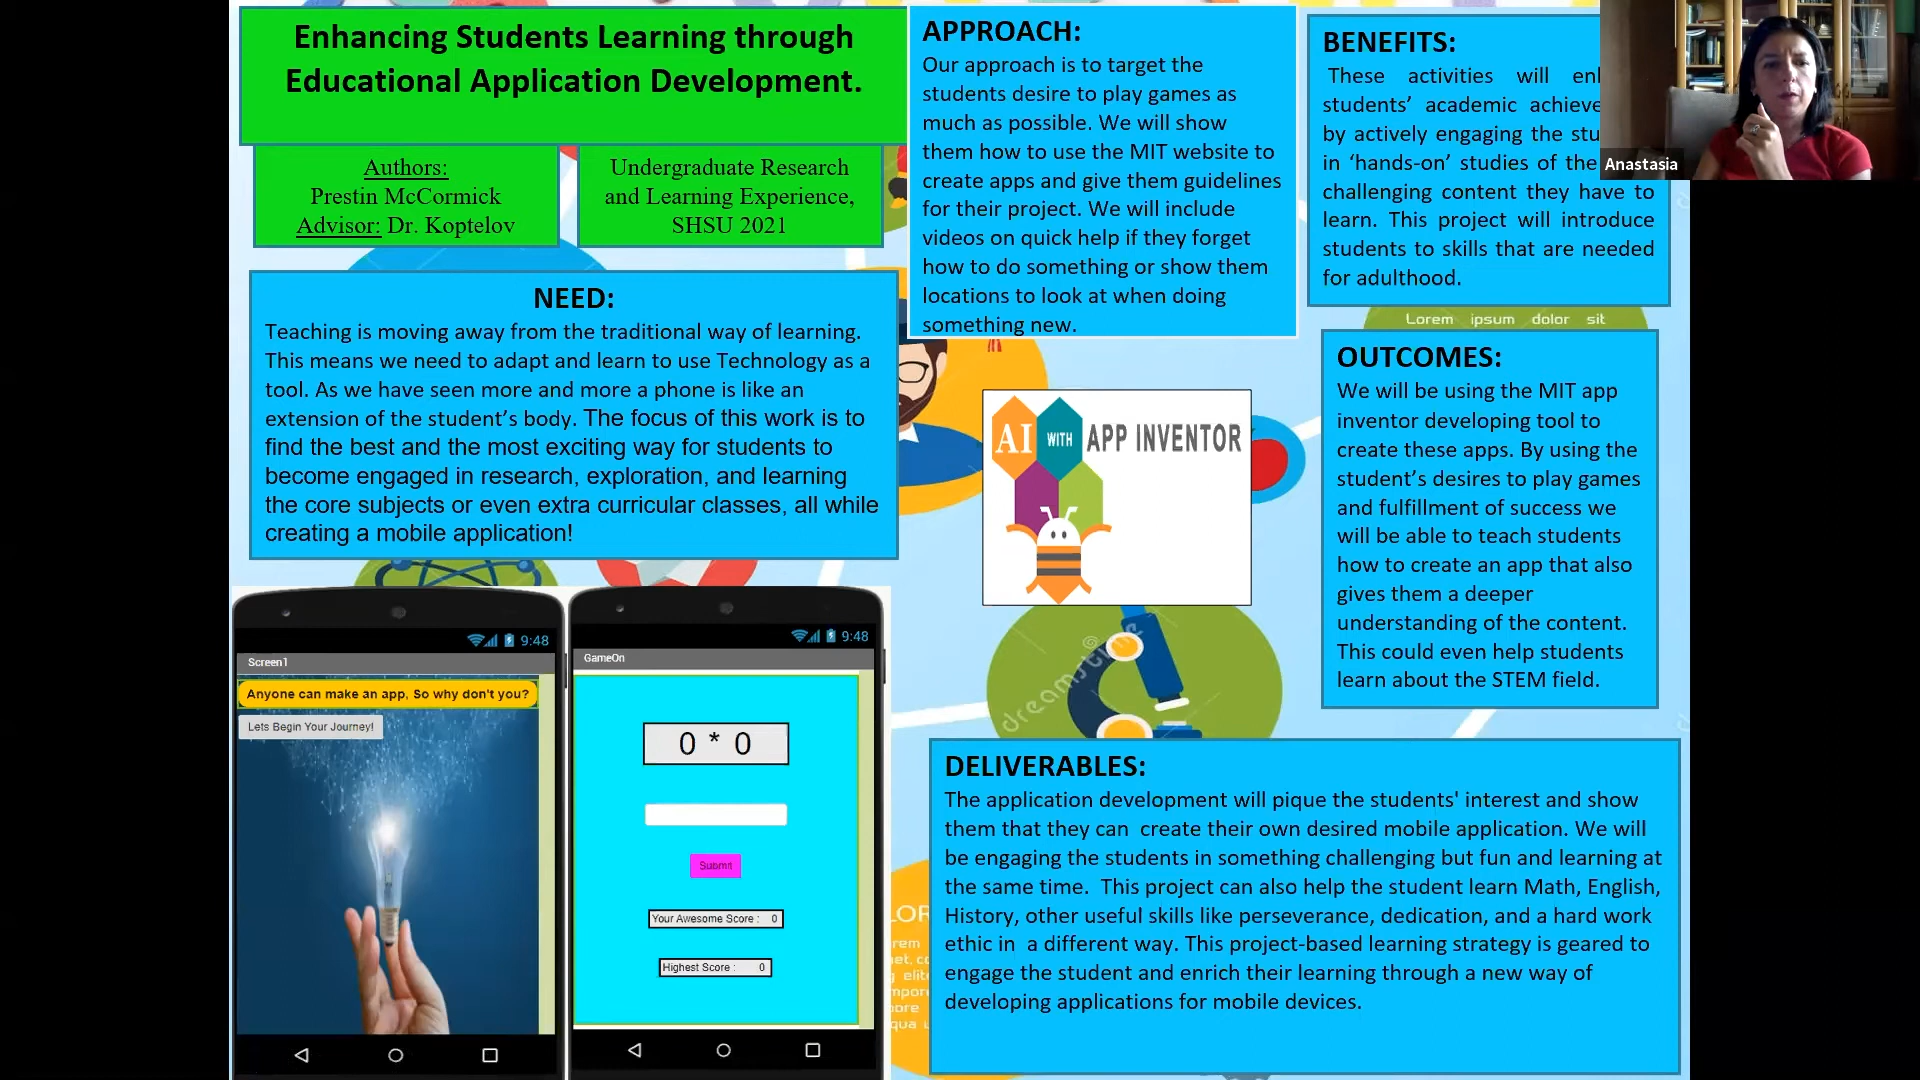 Enhancing Students Learning through
Educational Application Development.
Authors:
Prestin McCormick
Advisor: Dr. Koptelov
Undergraduate Research
and Learning Experience,
SHSU 2021
NEED:
Teaching is moving away from the traditional way of learning.
This means we need to adapt and learn to use Technology as a
tool. As we have seen more and more a phone is like an
extension of the student's body. The focus of this work is to
find the best and the most exciting way for students to
become engaged in research, exploration, and learning
the core subjects or even extra curricular classes, all while
creating a mobile application!
9:48
Screen1
Anyone can make an app, So why don't you?
Lets Begin Your Journey!
9:48
GameOn
0 * 0
Submit
Your Awesome Score : 0
Highest Score : 0
APPROACH:
Our approach is to target the
students desire to play games as
much as possible. We will show
them how to use the MIT website to
create apps and give them guidelines
for their project. We will include
videos on quick help if they forget
how to do something or show them
locations to look at when doing
something new.
AI WITH APP INVENTOR
dreamstime
BENEFITS:
These activities will
students' academic
by actively engaging the
in 'hands-on' studies of the
challenging content they have to
learn. This project will introduce
students to skills that are needed
for adulthood.
Anastasia
Lorem ipsum dolor sit
OUTCOMES:
We will be using the MIT app
inventor developing tool to
create these apps. By using the
student's desires to play games
and fulfillment of success we
will be able to teach students
how to create an app that also
gives them a deeper
understanding of the content.
This could even help students
learn about the STEM field.
DELIVERABLES:
The application development will pique the students' interest and show
them that they can create their own desired mobile application. We will
be engaging the students in something challenging but fun and learning at
the same time. This project can also help the student learn Math, English,
History, other useful skills like perseverance, dedication, and a hard work
ethic in a different way. This project-based learning strategy is geared to
engage the student and enrich their learning through a new way of
developing applications for mobile devices.